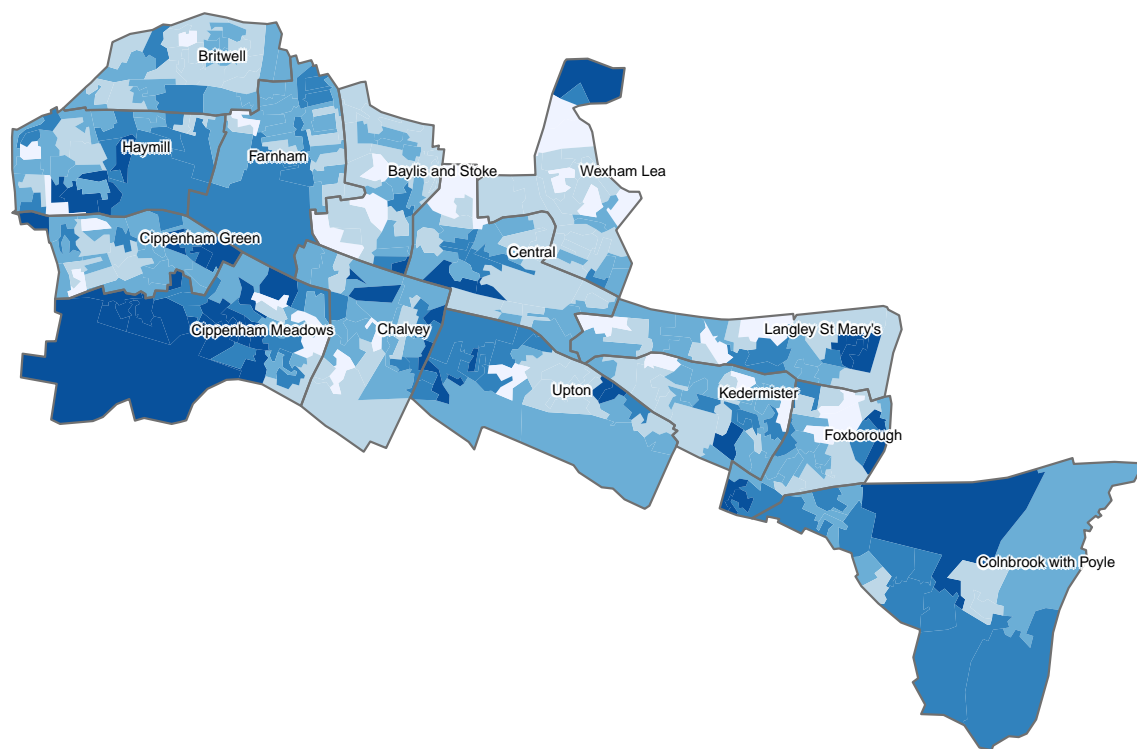 Britwell
Haymill
Farnham
Baylis and Stoke
Wexham Lea
Cippenham Green
Central
Cippenham Meadows
Chalvey
Langley St Mary's
Upton
Kedermister
Foxborough
Colnbrook with Poyle